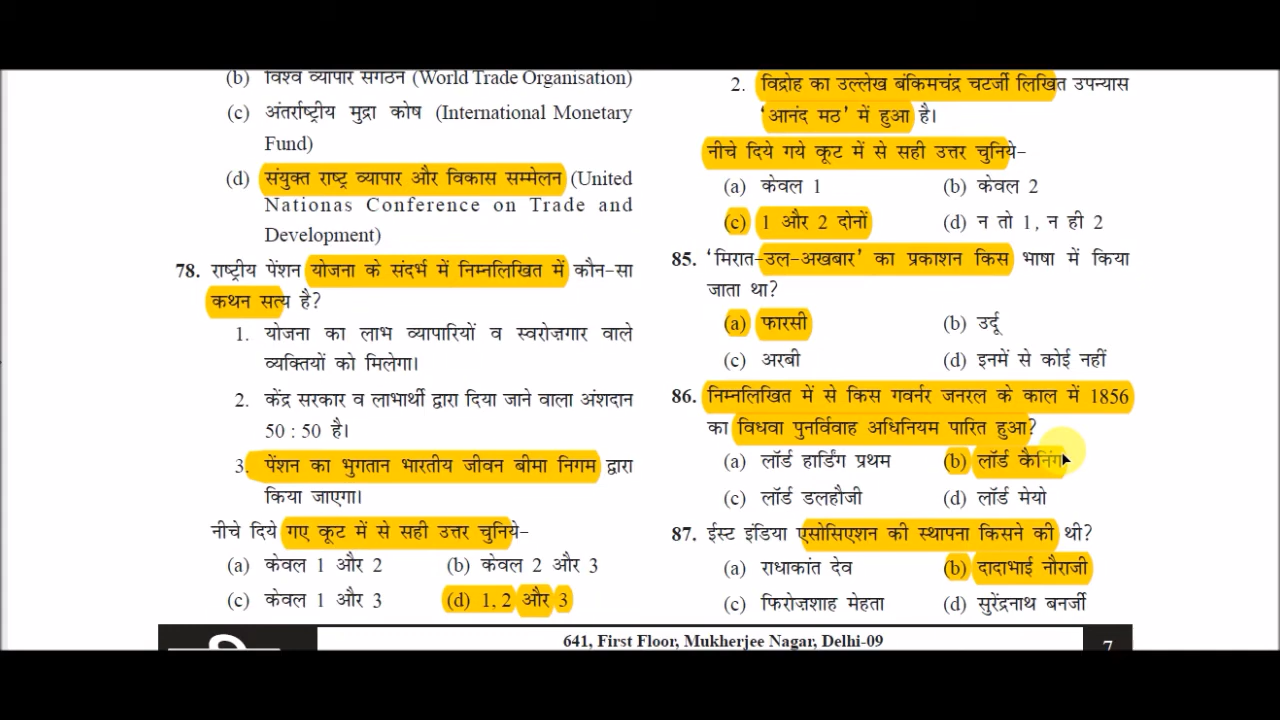 (b) विश्व व्यापार संगठन (World Trade Organisation)
(c) अंतर्राष्ट्रीय मुद्रा कोष (International Monetary
Fund)
(d) संयुक्त राष्ट्र व्यापार और विकास सम्मेलन (United
Nationas Conference on Trade and
Development)
78. राष्ट्रीय पेंशन योजना के संदर्भ में निम्नलिखित में कौन-सा
कथन सत्य है?
1. योजना का लाभ व्यापारियों व स्वरोज़गार वाले
व्यक्तियों को मिलेगा।
2. केंद्र सरकार व लाभार्थी द्वारा दिया जाने वाला अंशदान
50 : 50 है।
3. पेंशन का भुगतान भारतीय जीवन बीमा निगम द्वारा
किया जाएगा।
नीचे दिये गए कूट में से सही उत्तर चुनिये-
(a) केवल 1 और 2
(b) केवल 2 और 3
(c) केवल 1 और 3
(d) 1, 2 और 3
2. विद्रोह का उल्लेख बंकिमचंद्र चटर्जी लिखित उपन्यास
‘आनंद मठ’ में हुआ है।
नीचे दिये गये कूट में से सही उत्तर चुनिये-
(a) केवल 1
(b) केवल 2
(c) 1 और 2 दोनों
(d) न तो 1, न ही 2
85. ‘मिरात-उल-अखबार’ का प्रकाशन किस भाषा में किया
जाता था?
(a) फारसी
(b) उर्दू
(c) अरबी
(d) इनमें से कोई नहीं
86. निम्नलिखित में से किस गवर्नर जनरल के काल में 1856
का विधवा पुनर्विवाह अधिनियम पारित हुआ?
(a) लॉर्ड हार्डिंग प्रथम
(b) लॉर्ड कैनिंग
(c) लॉर्ड डलहौजी
(d) लॉर्ड मेयो
87. ईस्ट इंडिया एसोसिएशन की स्थापना किसने की थी?
(a) राधाकांत देव
(b) दादाभाई नौराजी
(c) फिरोज़शाह मेहता
(d) सुरेंद्रनाथ बनर्जी
641, First Floor, Mukherjee Nagar, Delhi-09
7